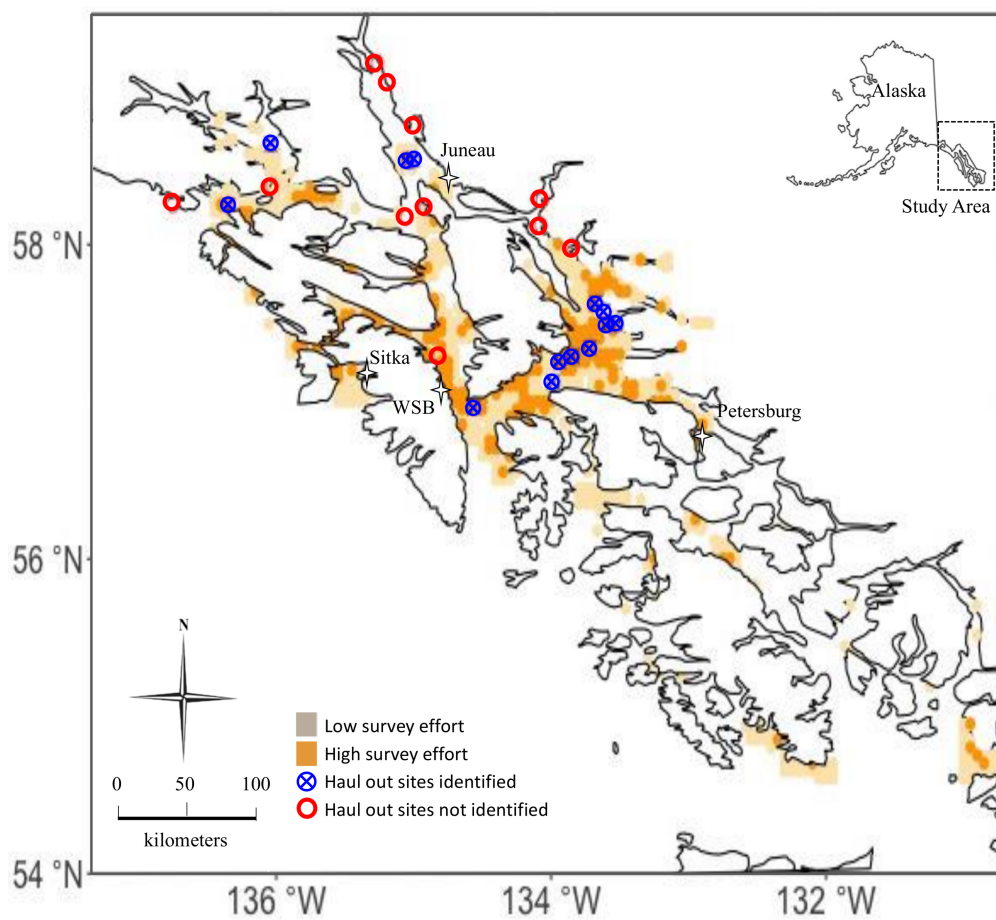 Alaska
Study Area
Juneau
58 °N
Sitka
WSB
Petersburg
56 °N
N
Low survey effort
High survey effort
Haul out sites identified
Haul out sites not identified
0 50 100
kilometers
54 °N
136 °W 134 °W 132 °W